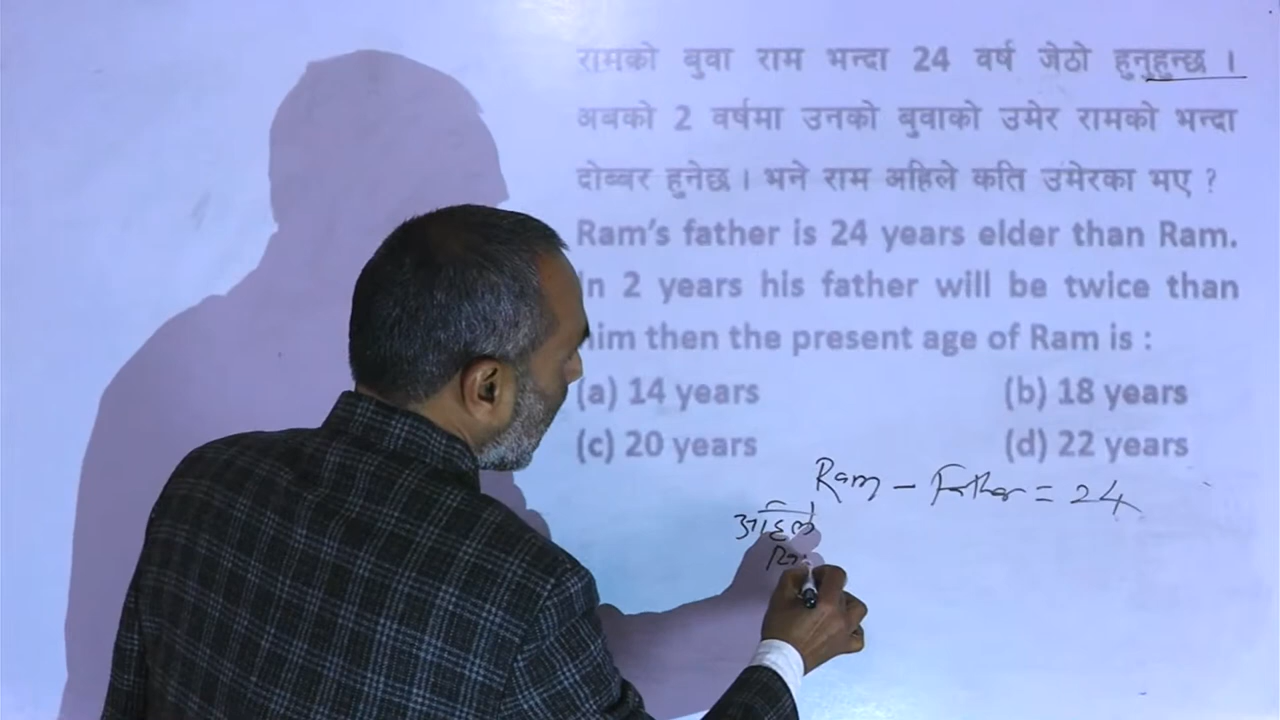 रामको बुवा राम भन्दा 24 वर्ष जेठो हुनुहुन्छ ।
अबको 2 वर्षमा उनको बुवाको उमेर रामको भन्दा
दोब्बर हुनेछ । भने राम अहिले कति उमेरका भए ?
Ram's father is 24 years elder than Ram.
n 2 years his father will be twice than
him then the present age of Ram is :
(a) 14 years (b) 18 years
(c) 20 years (d) 22 years
Ram - Father = 24
अहिले
Ra